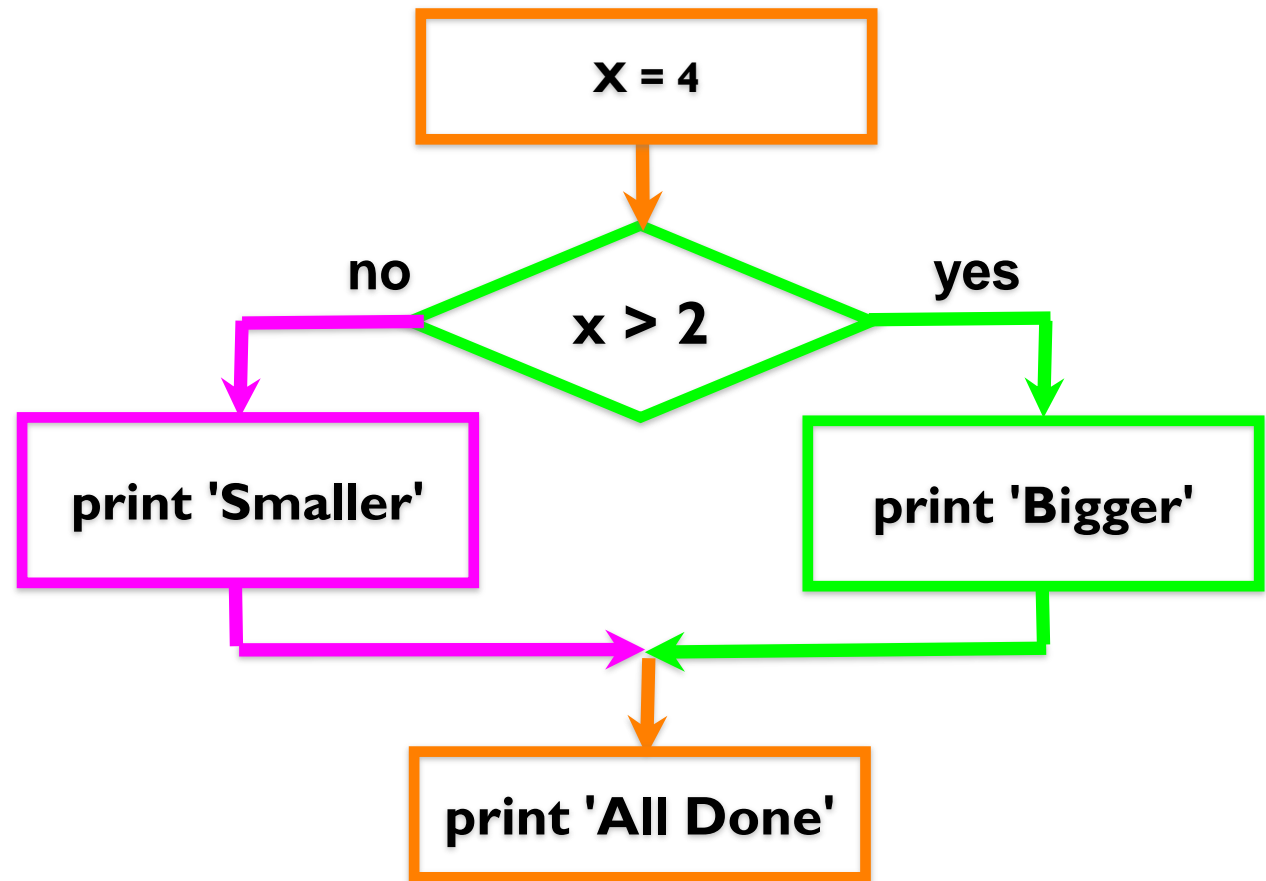 x = 4
no
yes
x > 2
print 'Smaller'
print 'Bigger'
print 'All Done'